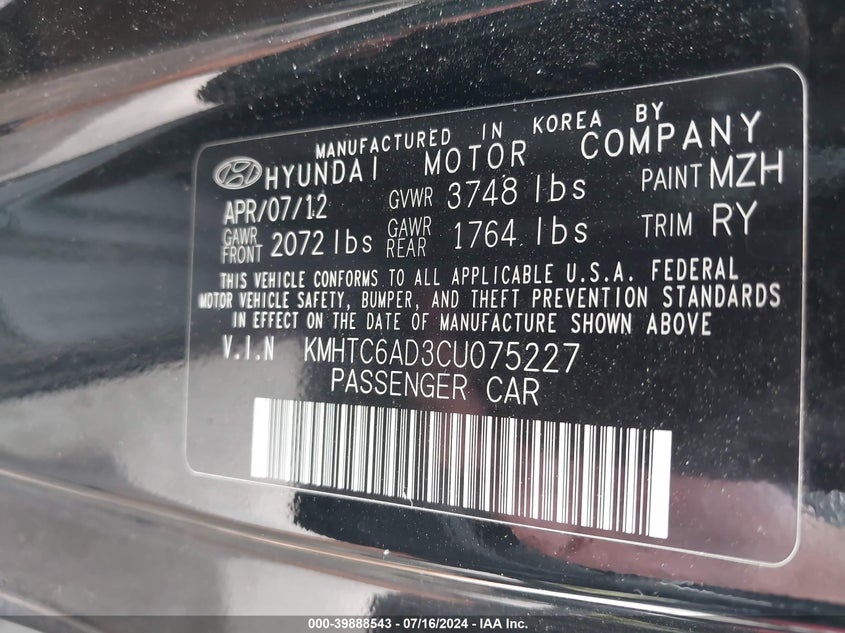 MANUFACTURED IN KOREA BY
HYUNDAI MOTOR COMPANY
APR/07/12 GVWR 3748 lbs PAINT MZH
GAWR FRONT 2072 lbs GAWR REAR 1764 lbs TRIM RY
THIS VEHICLE CONFORMS TO ALL APPLICABLE U.S.A. FEDERAL
MOTOR VEHICLE SAFETY, BUMPER, AND THEFT PREVENTION STANDARDS
IN EFFECT ON THE DATE OF MANUFACTURE SHOWN ABOVE
V.I.N KMHTC6AD3CU075227
PASSENGER CAR
000-39888543 - 07/16/2024 - IAA Inc.